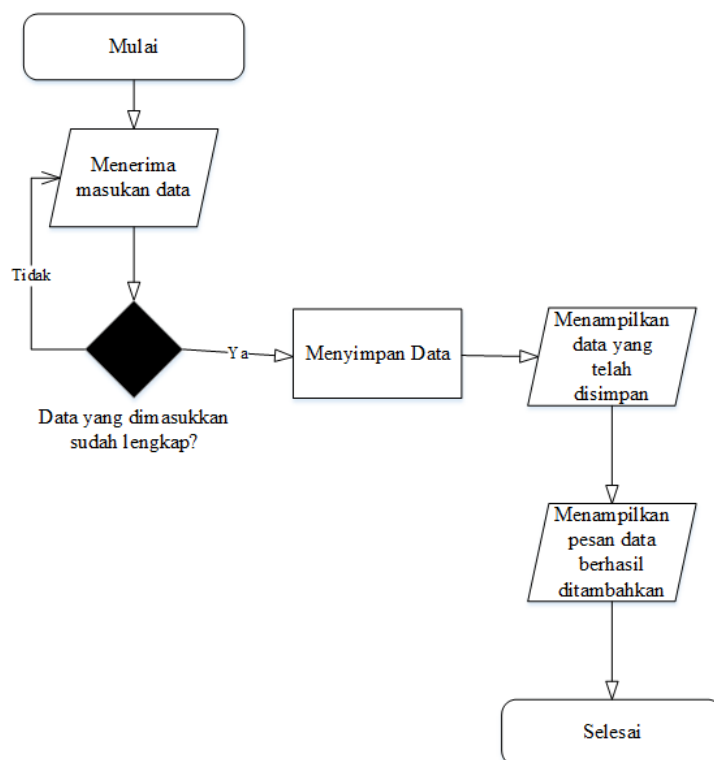 Mulai
Menerima
masukan data
Tidak
Data yang dimasukkan
sudah lengkap?
Ya
Menyimpan Data
Menampilkan
data yang
telah
disimpan
Menampilkan
pesan data
berhasil
ditambahkan
Selesai